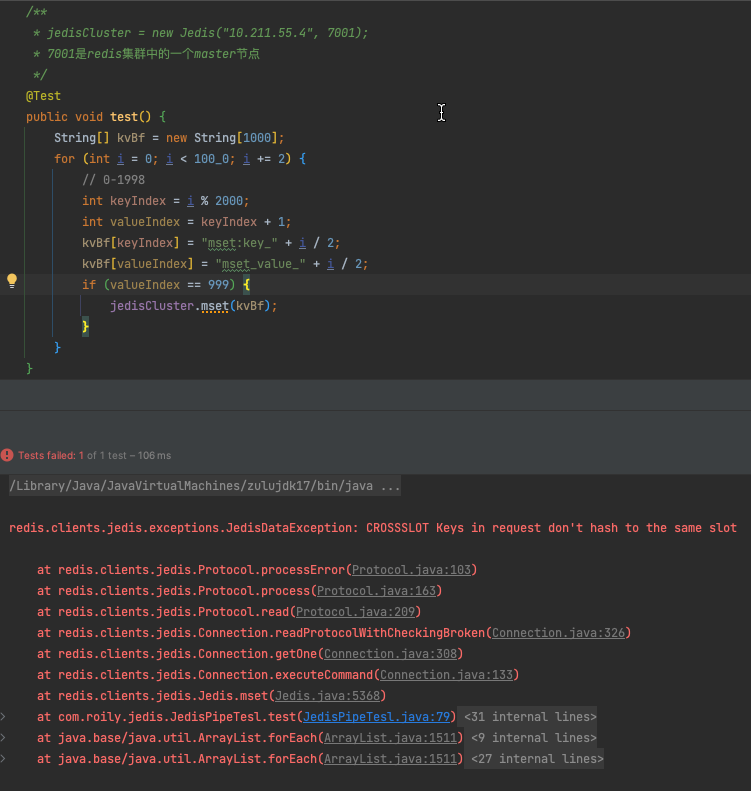 /**
 * jedisCluster = new Jedis("10.211.55.4", 7001);
 * 7001是redis集群中的一个master节点
 */
@Test
public void test() {
    String[] kvBf = new String[1000];
    for (int i = 0; i < 100_0; i += 2) {
        // 0-1998
        int keyIndex = i % 2000;
        int valueIndex = keyIndex + 1;
        kvBf[keyIndex] = "mset:key_" + i / 2;
        kvBf[valueIndex] = "mset_value_" + i / 2;
        if (valueIndex == 999) {
            jedisCluster.mset(kvBf);
        }
    }
}
Tests failed: 1 of 1 test – 106 ms
/Library/Java/JavaVirtualMachines/zulujdk17/bin/java ...
redis.clients.jedis.exceptions.JedisDataException: CROSSSLOT Keys in request don't hash to the same slot
at redis.clients.jedis.Protocol.processError(Protocol.java:103)
at redis.clients.jedis.Protocol.process(Protocol.java:163)
at redis.clients.jedis.Protocol.read(Protocol.java:209)
at redis.clients.jedis.Connection.readProtocolWithCheckingBroken(Connection.java:326)
at redis.clients.jedis.Connection.getOne(Connection.java:308)
at redis.clients.jedis.Connection.executeCommand(Connection.java:133)
at redis.clients.jedis.Jedis.mset(Jedis.java:5368)
at com.roily.jedis.JedisPipeTesl.test(JedisPipeTesl.java:79) <31 internal lines>
at java.base/java.util.ArrayList.forEach(ArrayList.java:1511) <9 internal lines>
at java.base/java.util.ArrayList.forEach(ArrayList.java:1511) <27 internal lines>